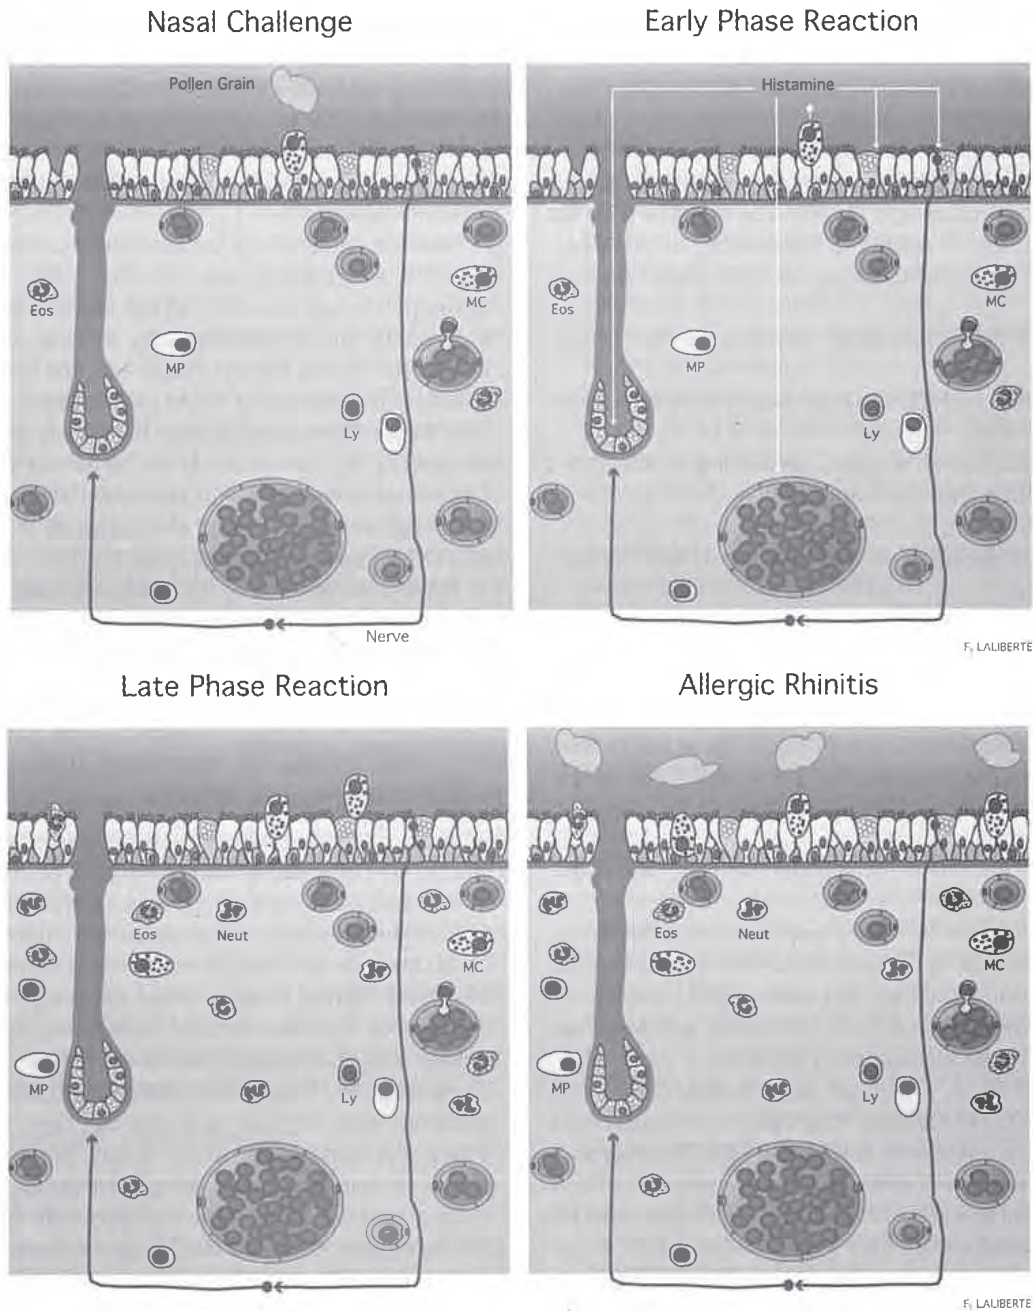 Nasal Challenge
Pollen Grain
Eos
MC
MP
Ly
Nerve
Early Phase Reaction
Histamine
Eos
MC
MP
Ly
F. LALIBERTE
Late Phase Reaction
Eos
Neut
MC
MP
Ly
Allergic Rhinitis
Eos
Neut
MC
MP
Ly
F. LALIBERTE